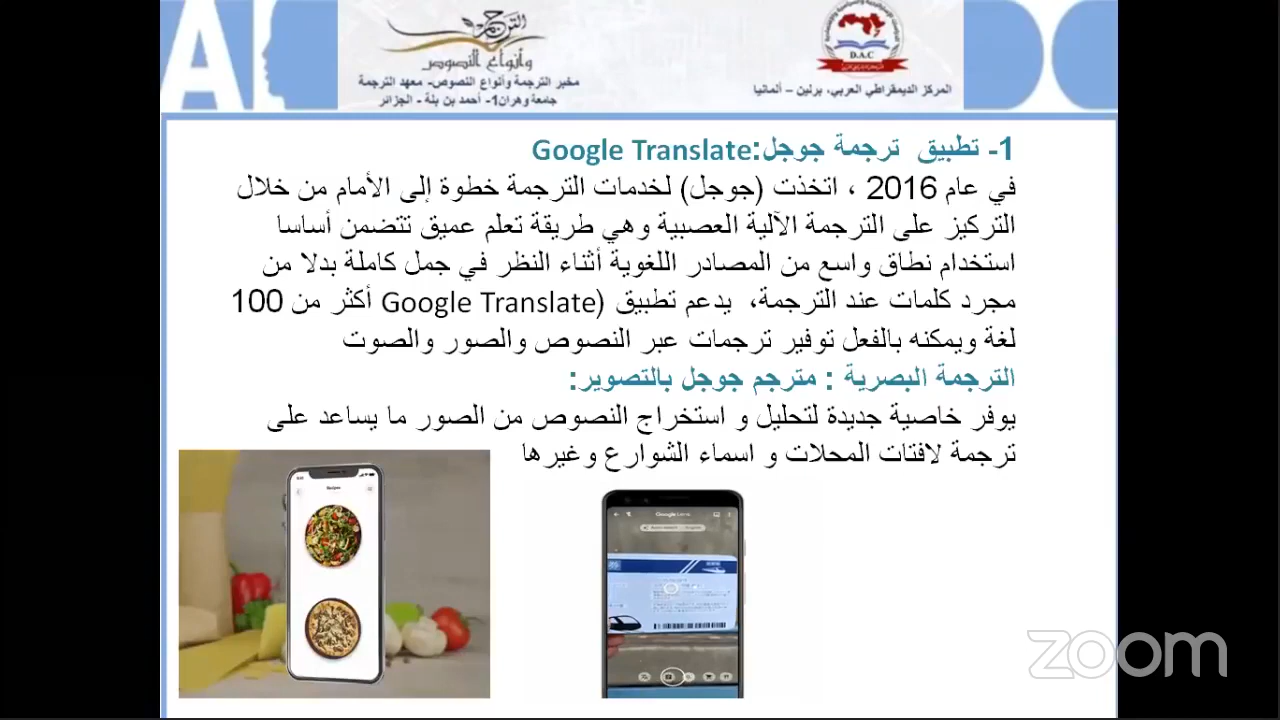 A
الترجمة
وأنواع النصوص
مخبر الترجمة وأنواع النصوص- معهد الترجمة
جامعة وهران1- أحمد بن بلة - الجزائر
D.A.C
المركز الديمقراطي العربي، برلين – ألمانيا
DC
1- تطبيق ترجمة جوجل:Google Translate
في عام 2016 ، اتخذت (جوجل) لخدمات الترجمة خطوة إلى الأمام من خلال
التركيز على الترجمة الآلية العصبية وهي طريقة تعلم عميق تتضمن أساسا
استخدام نطاق واسع من المصادر اللغوية أثناء النظر في جمل كاملة بدلا من
مجرد كلمات عند الترجمة، يدعم تطبيق (Google Translate أكثر من 100
لغة ويمكنه بالفعل توفير ترجمات عبر النصوص والصور والصوت
الترجمة البصرية : مترجم جوجل بالتصوير:
يوفر خاصية جديدة لتحليل و استخراج النصوص من الصور ما يساعد على
ترجمة لافتات المحلات و اسماء الشوارع وغيرها
Recipes
Google Lens
zoom